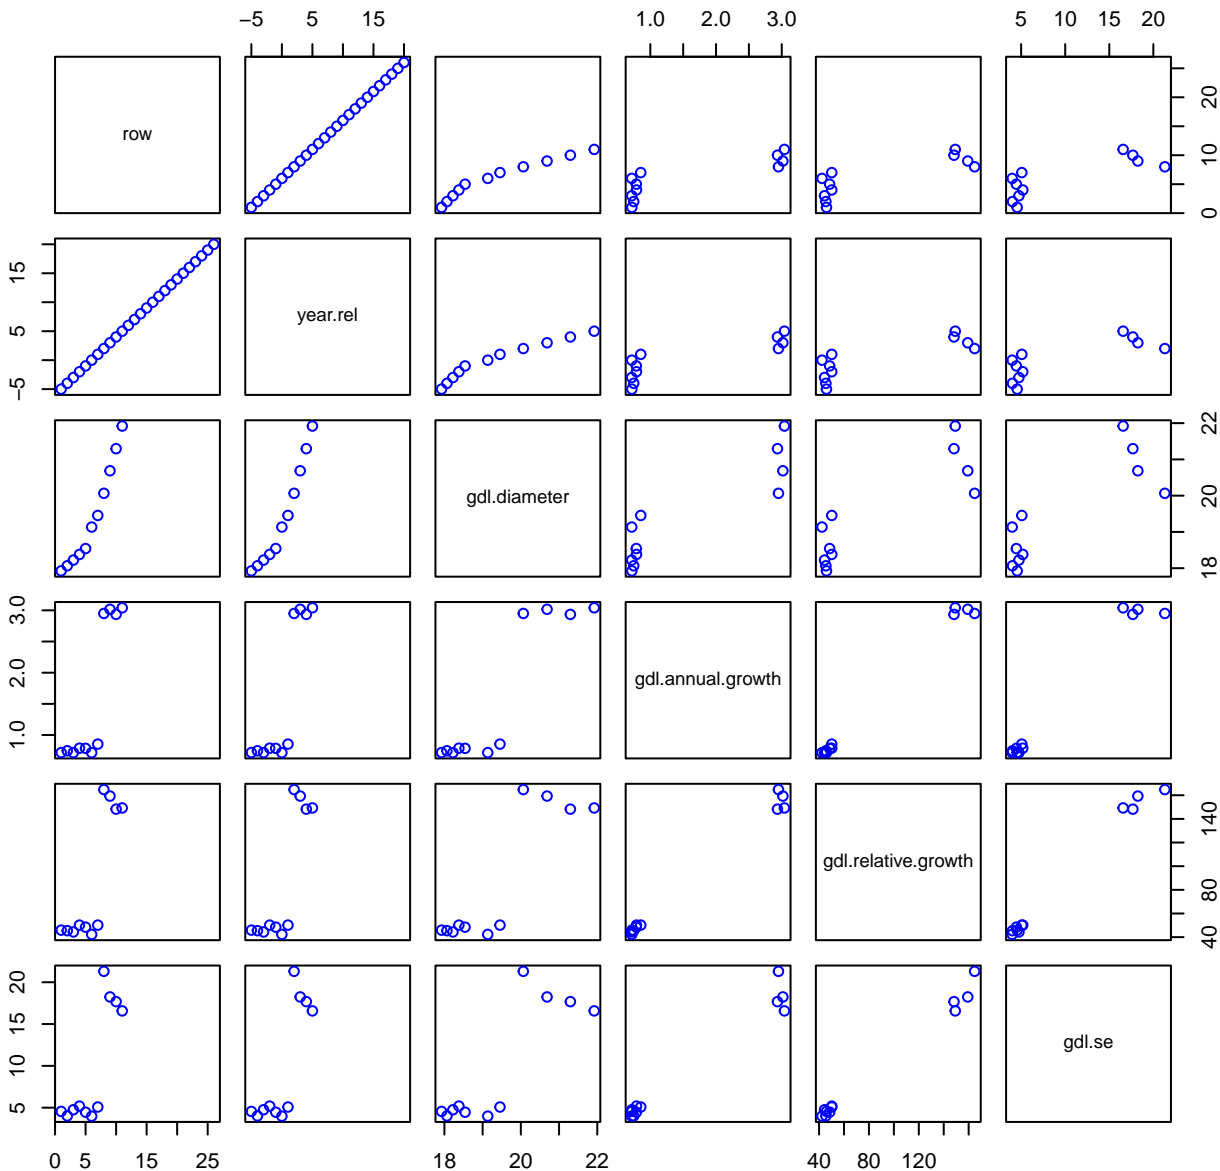 −5 5 15 1.0 2.0 3.0 5 10 15 20
row
0 10 20
−5 5 15
year.rel
gdl.diameter
18 20 22
1.0 2.0 3.0
gdl.annual.growth
gdl.relative.growth
40 80 140
5 10 15 20
gdl.se
0 5 15 25 18 20 22 40 80 120